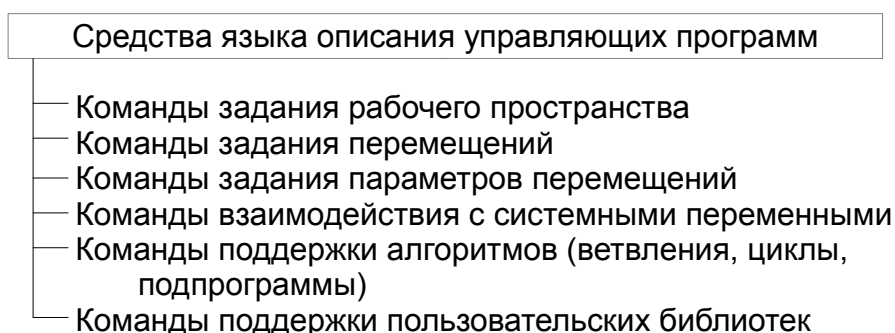 Средства языка описания управляющих программ
Команды задания рабочего пространства
Команды задания перемещений
Команды задания параметров перемещений
Команды взаимодействия с системными переменными
Команды поддержки алгоритмов (ветвления, циклы,
подпрограммы)
Команды поддержки пользовательских библиотек